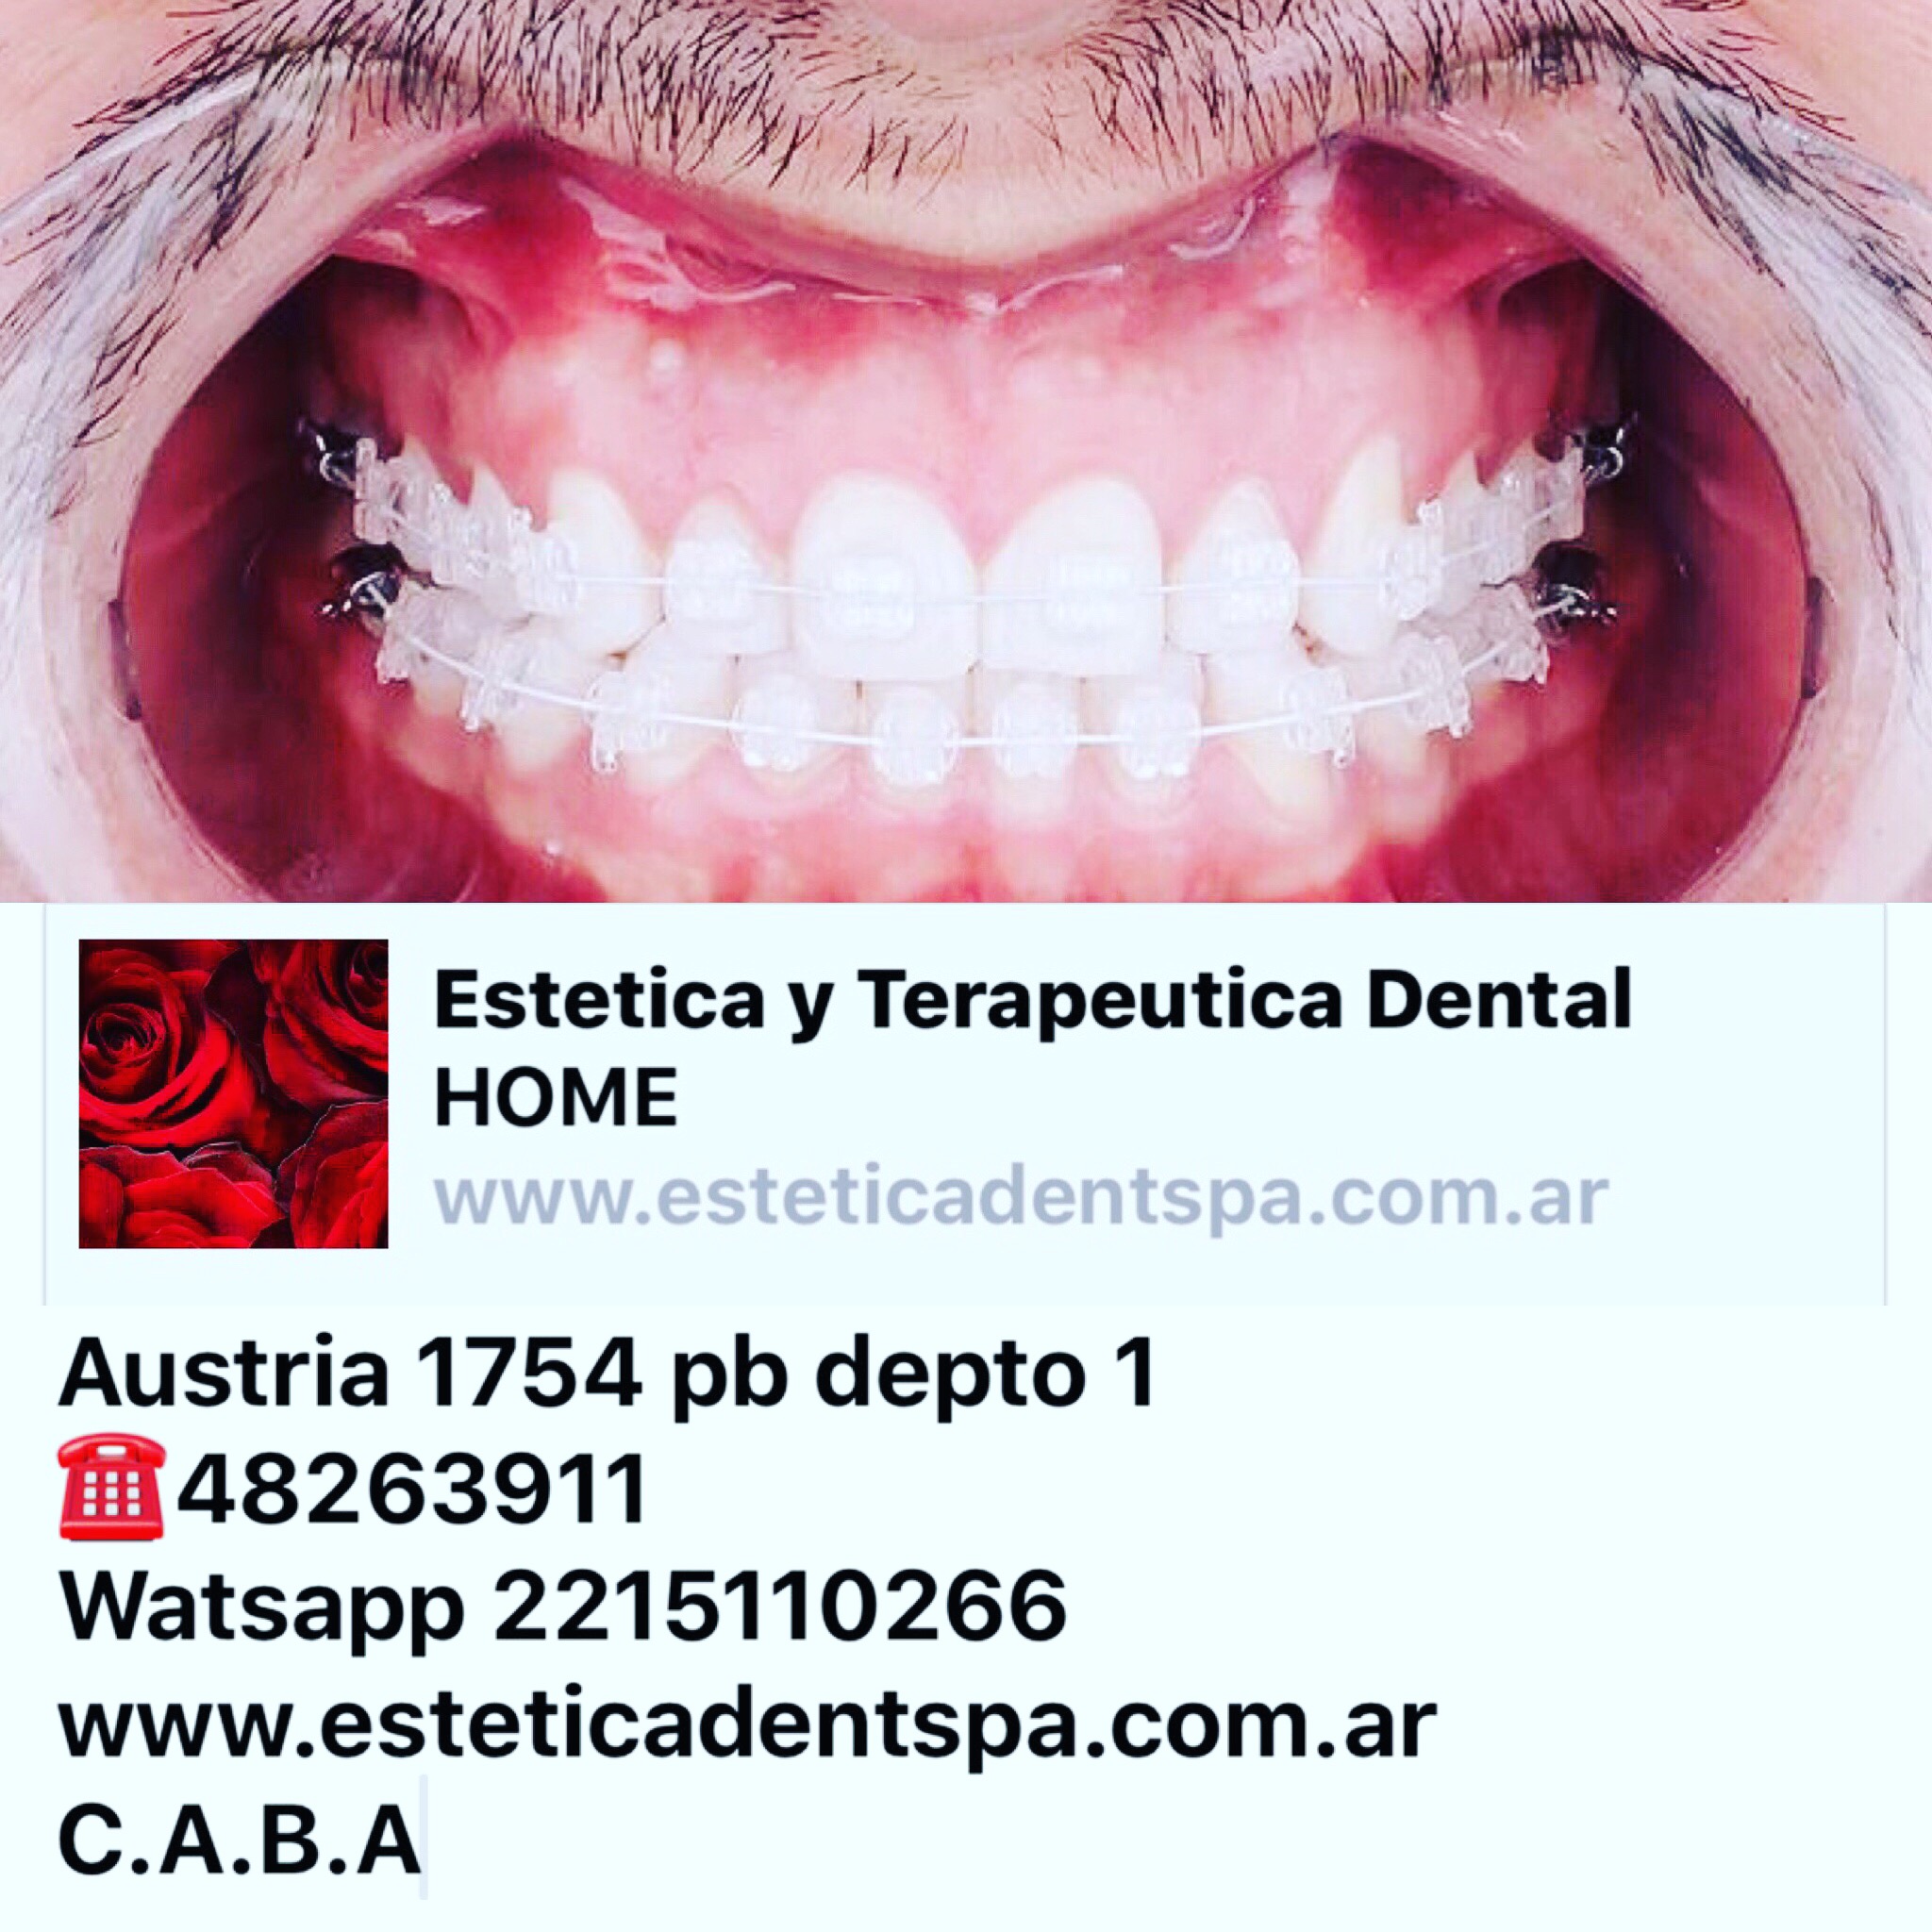 Estetica y Terapeutica Dental
HOME
www.esteticadentspa.com.ar
Austria 1754 pb depto 1
☎️48263911
Watsapp 2215110266
www.esteticadentspa.com.ar
C.A.B.A